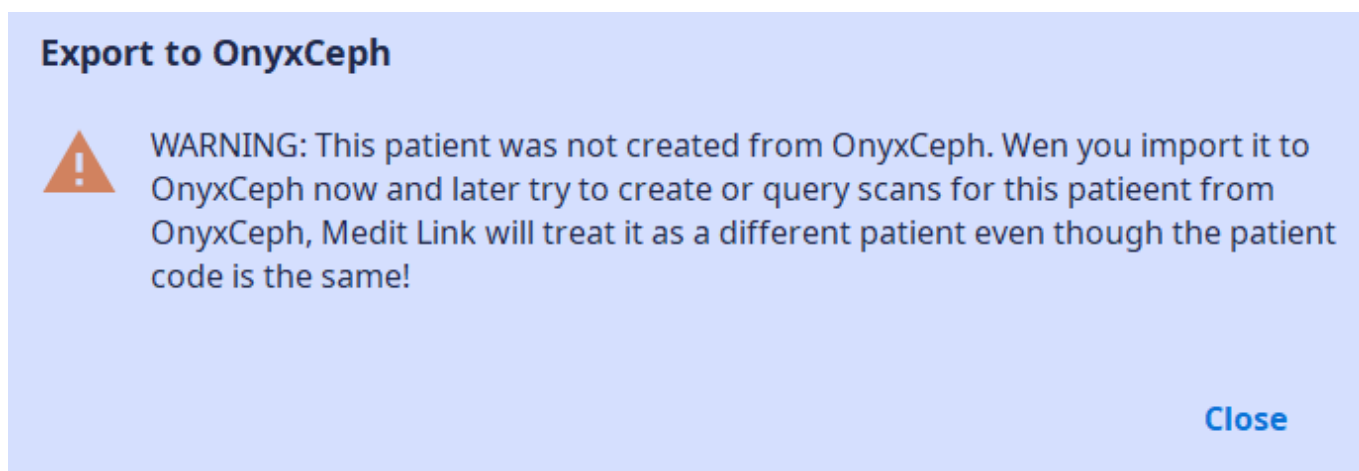 Export to OnyxCeph
WARNING: This patient was not created from OnyxCeph. Wen you import it to
OnyxCeph now and later try to create or query scans for this patieent from
OnyxCeph, Medit Link will treat it as a different patient even though the patient
code is the same!
Close